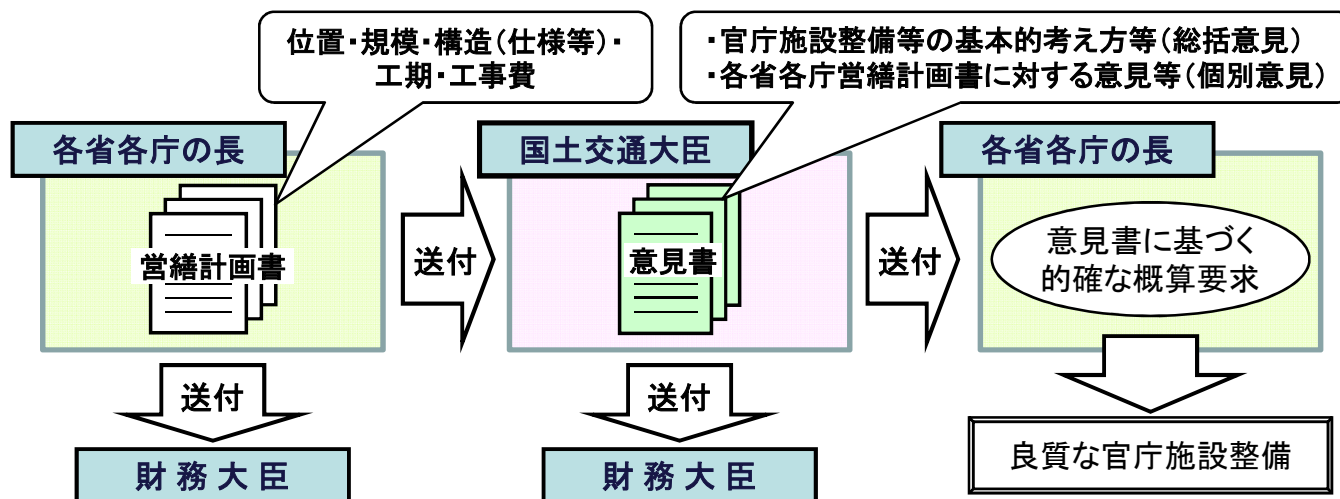 位置・規模・構造(仕様等)・
工期・工事費
・官庁施設整備等の基本的考え方等(総括意見)
・各省各庁営繕計画書に対する意見等(個別意見)
各省各庁の長
営繕計画書
送付
国土交通大臣
意見書
送付
各省各庁の長
意見書に基づく
的確な概算要求
送付
財務大臣
送付
財務大臣
良質な官庁施設整備